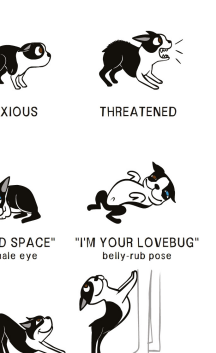 XIOUS
THREATENED
D SPACE"
"I'M YOUR LOVEBUG"
ale eye
belly-rub pose